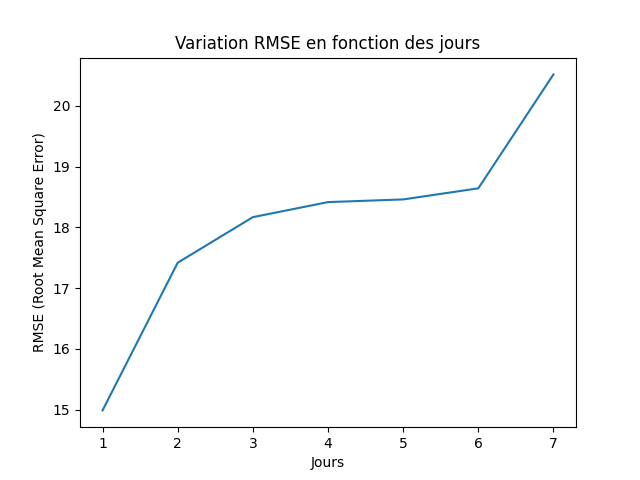 Variation RMSE en fonction des jours
RMSE (Root Mean Square Error)
20
19
18
17
16
15
1 2 3 4 5 6 7
Jours